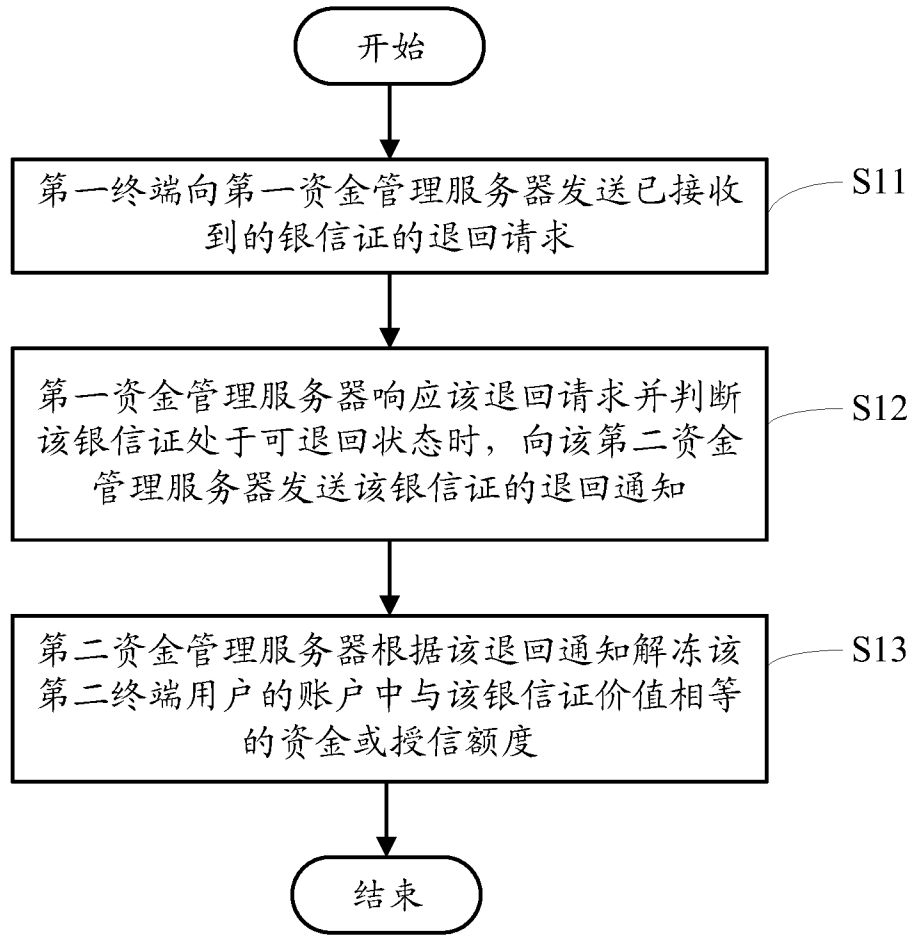 开始
第一终端向第一资金管理服务器发送已接收
到的银信证的退回请求
S11
第一资金管理服务器响应该退回请求并判断
该银信证处于可退回状态时，向该第二资金
管理服务器发送该银信证的退回通知
S12
第二资金管理服务器根据该退回通知解冻该
第二终端用户的账户中与该银信证价值相等
的资金或授信额度
S13
结束